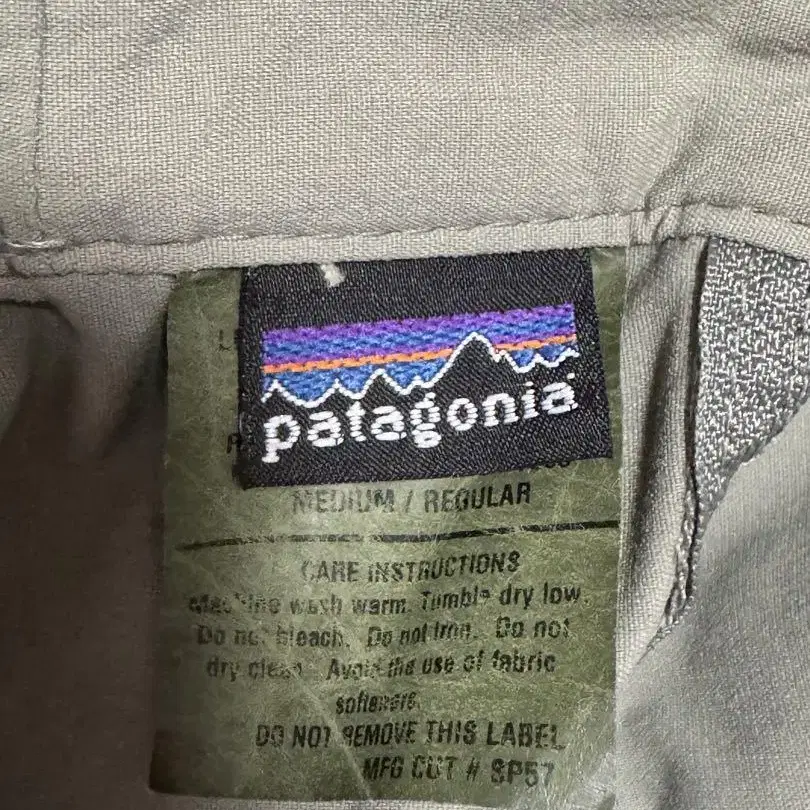 patagonia
MEDIUM / REGULAR
CARE INSTRUCTIONS
Machine wash warm. Tumble dry low.
Do not bleach. Do not Iron. Do not
dry clean Avoid the use of fabric
softeners.
DO NOT REMOVE THIS LABEL
MFG CUT # SP57